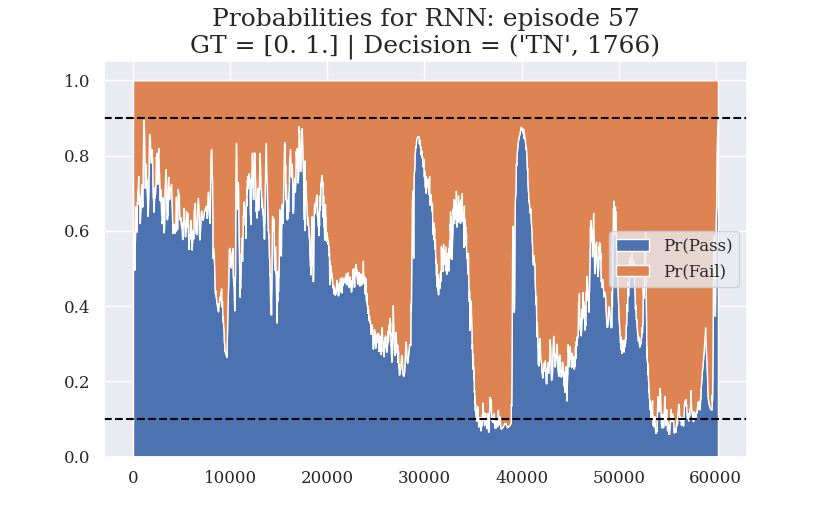 Probabilities for RNN: episode 57
GT = [0. 1.] | Decision = ('TN', 1766)
1.0
0.8
0.6
0.4
0.2
0.0
Pr(Pass)
Pr(Fail)
0 10000 20000 30000 40000 50000 60000